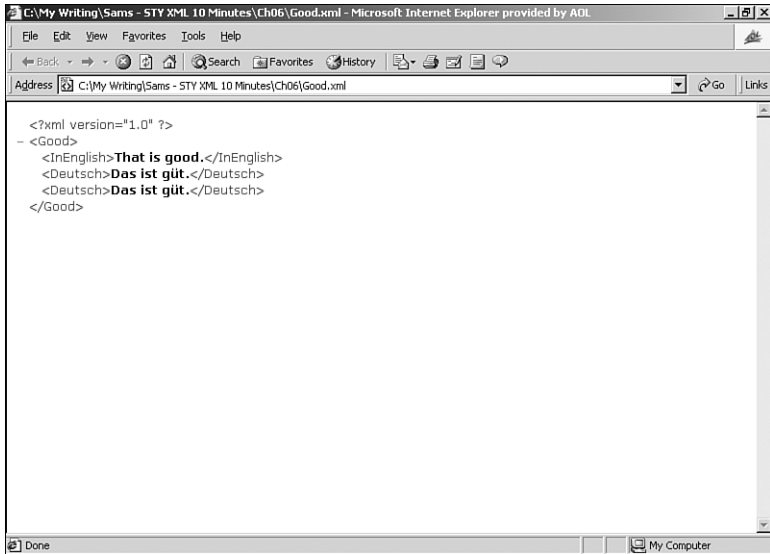 C:\My Writing\Sams - STY XML 10 Minutes\Ch06\Good.xml - Microsoft Internet Explorer provided by AOL
File Edit View Favorites Tools Help
Back Search Favorites History
Address C:\My Writing\Sams - STY XML 10 Minutes\Ch06\Good.xml Go Links
<?xml version="1.0" ?>
- <Good>
<InEnglish>That is good.</InEnglish>
<Deutsch>Das ist güt.</Deutsch>
<Deutsch>Das ist güt.</Deutsch>
</Good>
Done My Computer